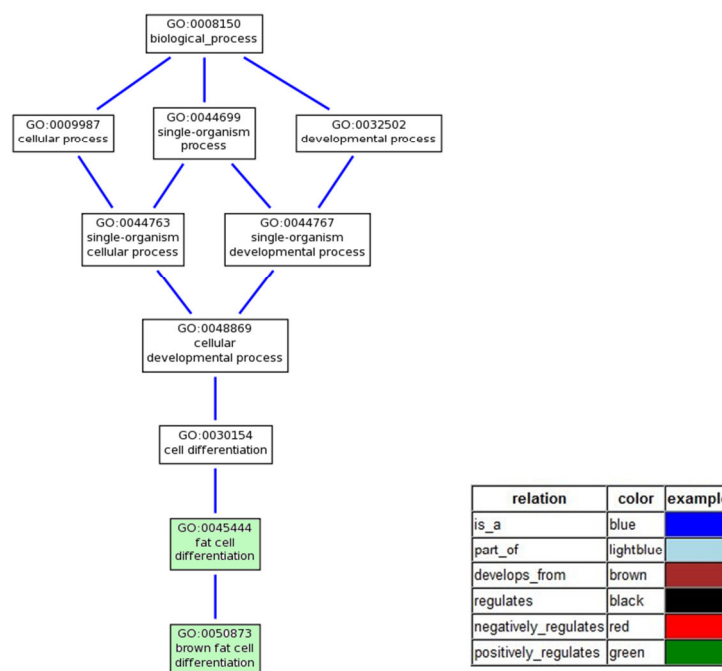 GO:0008150
biological_process
GO:0009987
cellular process
GO:0044699
single-organism
process
GO:0032502
developmental process
GO:0044763
single-organism
cellular process
GO:0044767
single-organism
developmental process
GO:0048869
cellular
developmental process
GO:0030154
cell differentiation
GO:0045444
fat cell
differentiation
GO:0050873
brown fat cell
differentiation
relation color example
is_a blue
part_of lightblue
develops_from brown
regulates black
negatively_regulates red
positively_regulates green